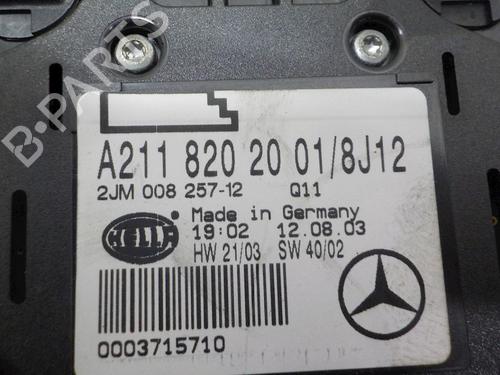 B-PARTS
A211 820 20 01/8J12
2JM 008 257-12 Q11
HELLA
Made in Germany
19:02 12.08.03
HW 21/03 SW 40/02
0003715710